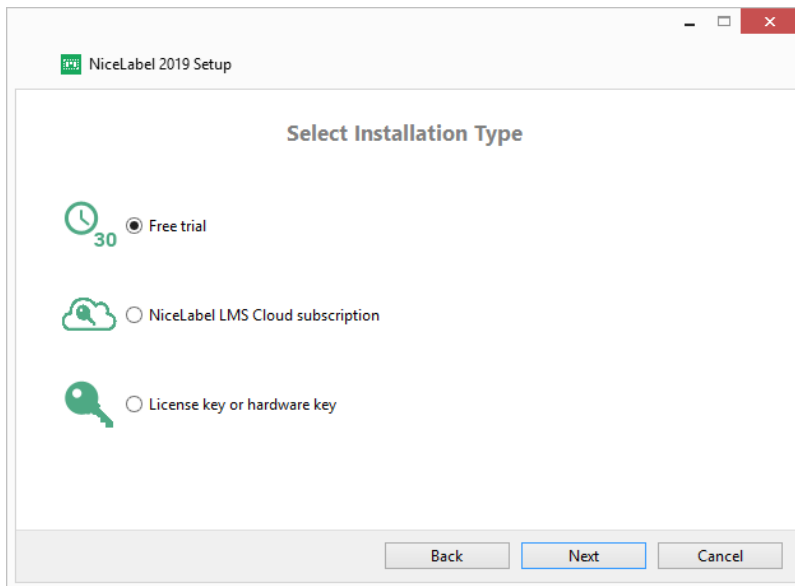 NiceLabel 2019 Setup
Select Installation Type
30
Free trial
NiceLabel LMS Cloud subscription
License key or hardware key
Back
Next
Cancel